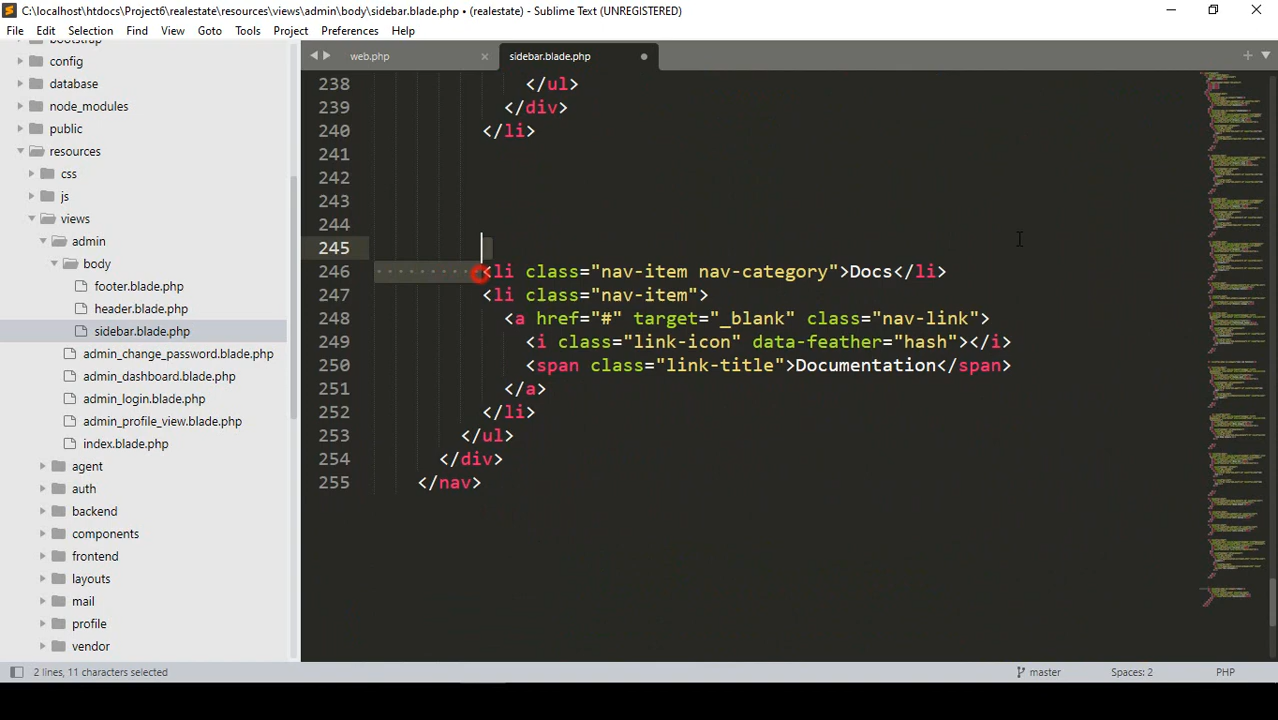 C:\localhost\htdocs\Project6\realestate\resources\views\admin\body\sidebar.blade.php • (realestate) - Sublime Text (UNREGISTERED)
File Edit Selection Find View Goto Tools Project Preferences Help
bootstrap
config
database
node_modules
public
resources
css
js
views
admin
body
footer.blade.php
header.blade.php
sidebar.blade.php
admin_change_password.blade.php
admin_dashboard.blade.php
admin_login.blade.php
admin_profile_view.blade.php
index.blade.php
agent
auth
backend
components
frontend
layouts
mail
profile
vendor
web.php sidebar.blade.php
238 </ul>
239 </div>
240 </li>
241
242
243
244
245
246 <li class="nav-item nav-category">Docs</li>
247 <li class="nav-item">
248 <a href="#" target="_blank" class="nav-link">
249 <i class="link-icon" data-feather="hash"></i>
250 <span class="link-title">Documentation</span>
251 </a>
252 </li>
253 </ul>
254 </div>
255 </nav>
2 lines, 11 characters selected master Spaces: 2 PHP